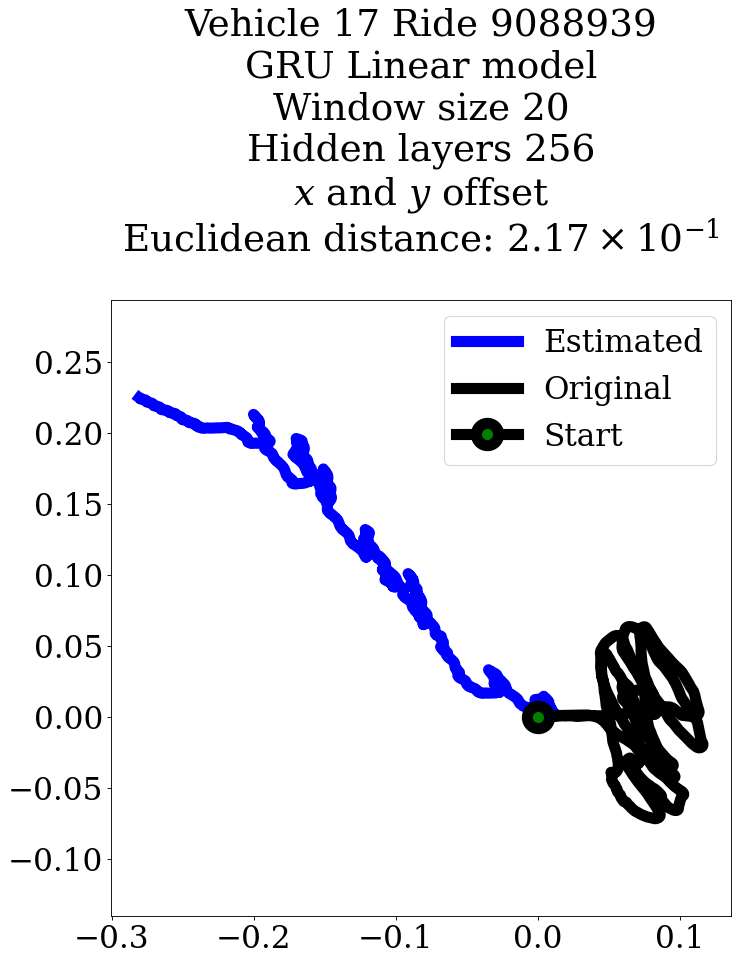 Vehicle 17 Ride 9088939
GRU Linear model
Window size 20
Hidden layers 256
x and y offset
Euclidean distance: 2.17 × 10⁻¹
Estimated
Original
Start
0.25
0.20
0.15
0.10
0.05
0.00
−0.05
−0.10
−0.3 −0.2 −0.1 0.0 0.1